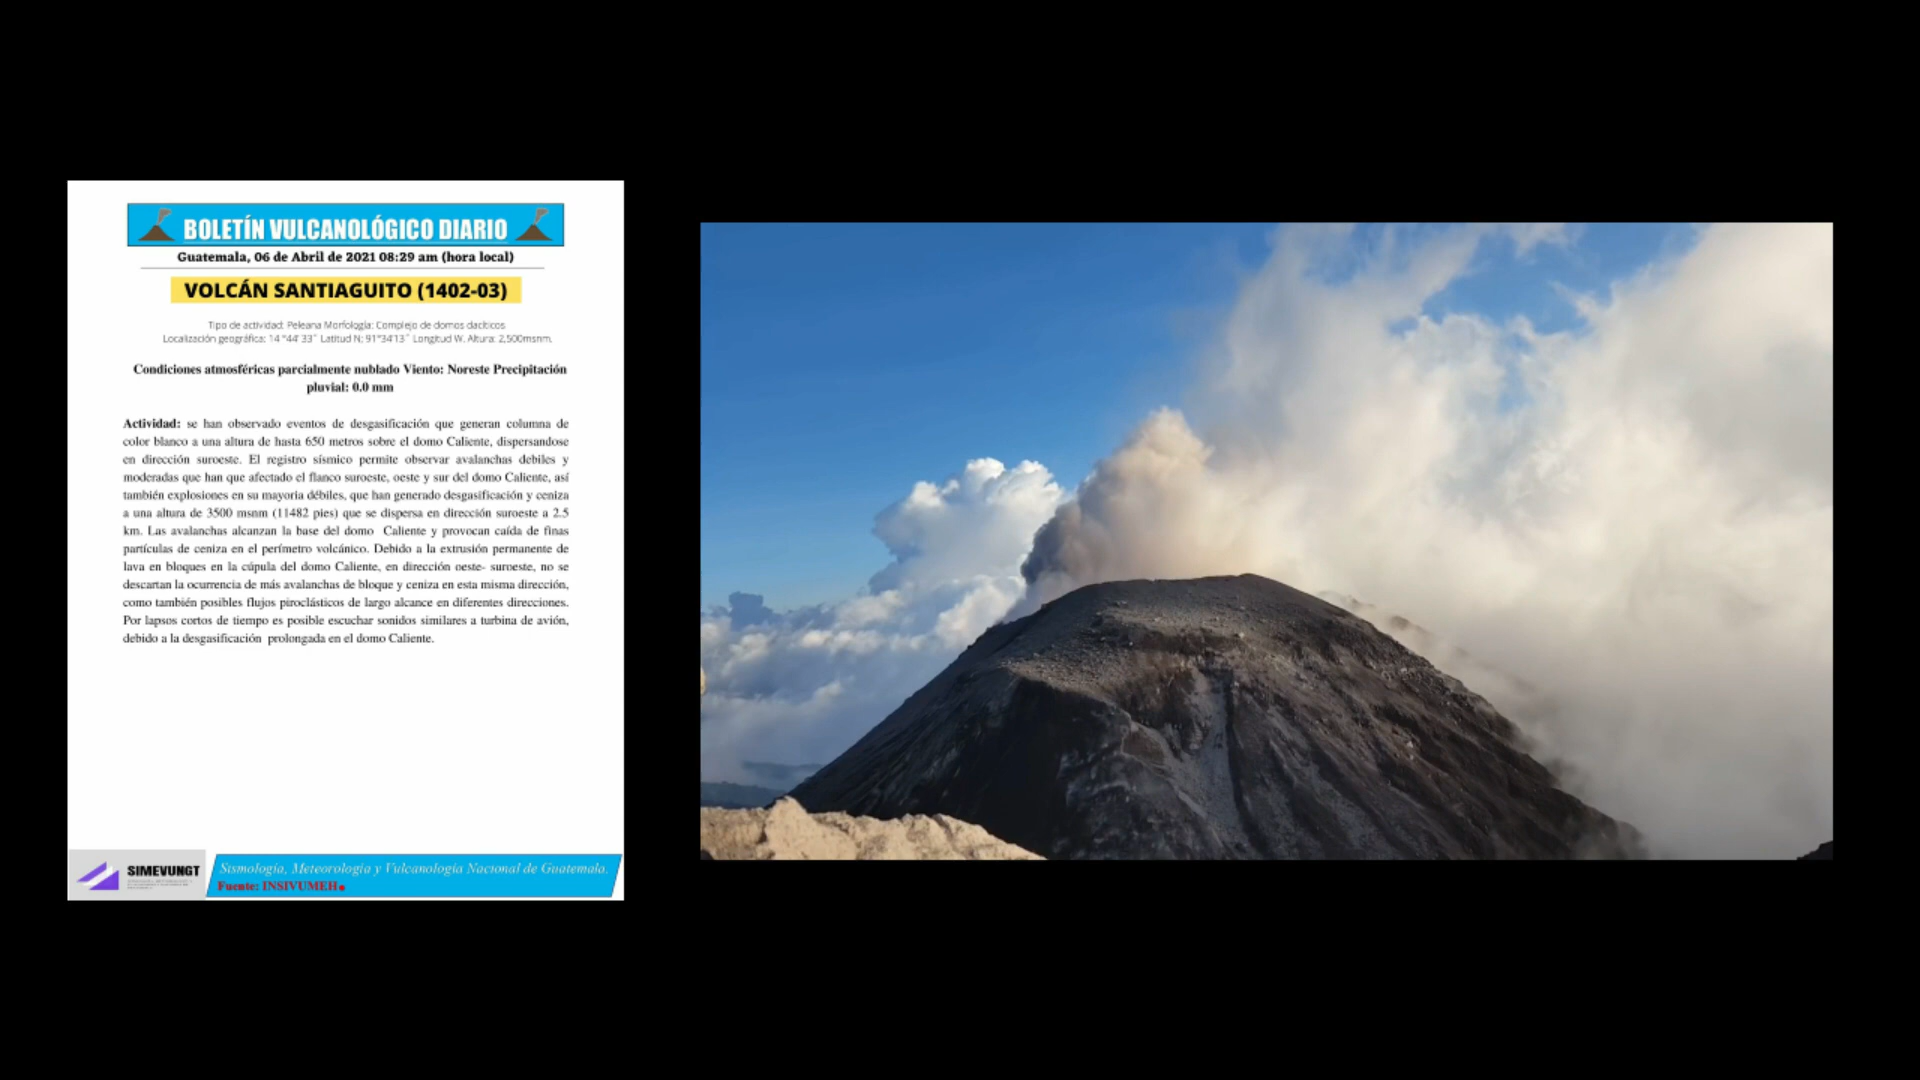 BOLETÍN VULCANOLÓGICO DIARIO
Guatemala, 06 de Abril de 2021 08:29 am (hora local)
VOLCÁN SANTIAGUITO (1402-03)
Tipo de actividad: Peleana Morfología: Complejo de domos dacíticos
Localización geográfica: 14 °44' 33˝ Latitud N; 91°34'13˝ Longitud W. Altura: 2,500msnm.
Condiciones atmosféricas parcialmente nublado Viento: Noreste Precipitación
pluvial: 0.0 mm
Actividad: se han observado eventos de desgasificación que generan columna de
color blanco a una altura de hasta 650 metros sobre el domo Caliente, dispersandose
en dirección suroeste. El registro sísmico permite observar avalanchas debiles y
moderadas que han que afectado el flanco suroeste, oeste y sur del domo Caliente, así
también explosiones en su mayoría débiles, que han generado desgasificación y ceniza
a una altura de 3500 msnm (11482 pies) que se dispersa en dirección suroeste a 2.5
km. Las avalanchas alcanzan la base del domo Caliente y provocan caída de finas
partículas de ceniza en el perímetro volcánico. Debido a la extrusión permanente de
lava en bloques en la cúpula del domo Caliente, en dirección oeste- suroeste, no se
descartan la ocurrencia de más avalanchas de bloque y ceniza en esta misma dirección,
como también posibles flujos piroclásticos de largo alcance en diferentes direcciones.
Por lapsos cortos de tiempo es posible escuchar sonidos similares a turbina de avión,
debido a la desgasificación prolongada en el domo Caliente.
SIMEVUNGT
Sismología, Meteorología y Vulcanología Nacional de Guatemala.
Fuente: INSIVUMEH.